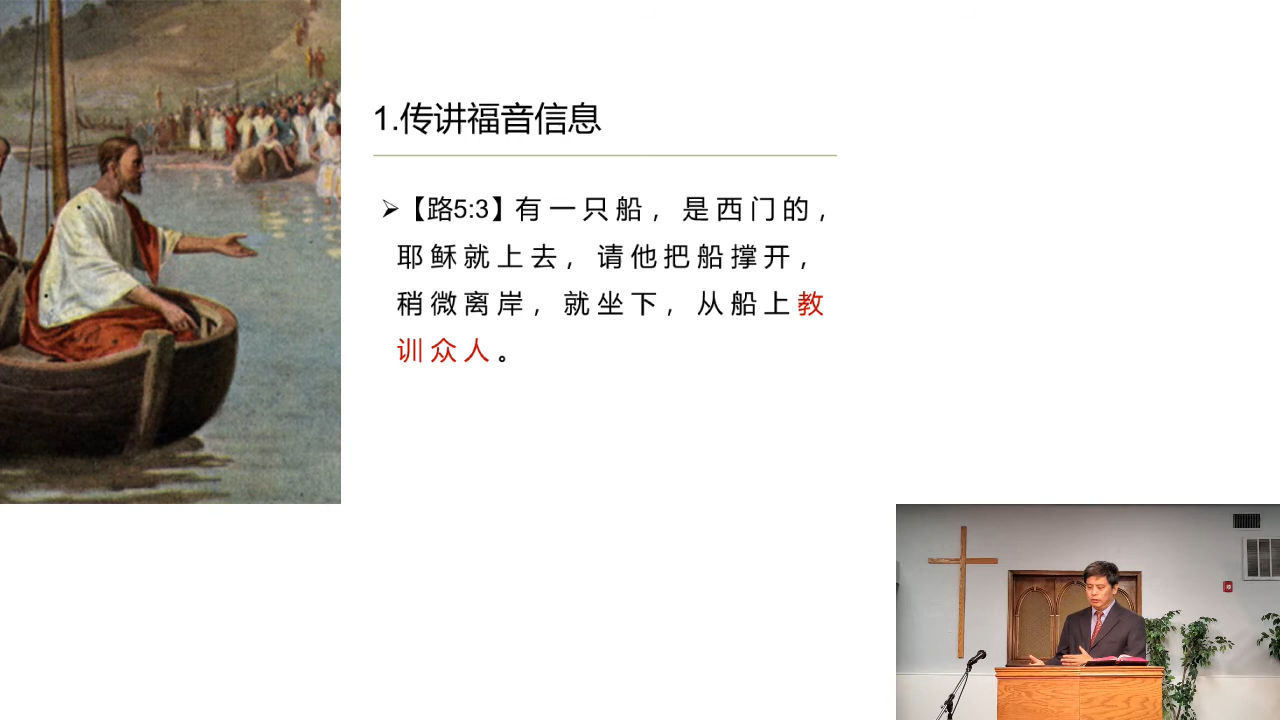 1.传讲福音信息
➢【路5:3】有一只船，是西门的，
耶稣就上去，请他把船撑开，
稍微离岸，就坐下，从船上教
训众人。